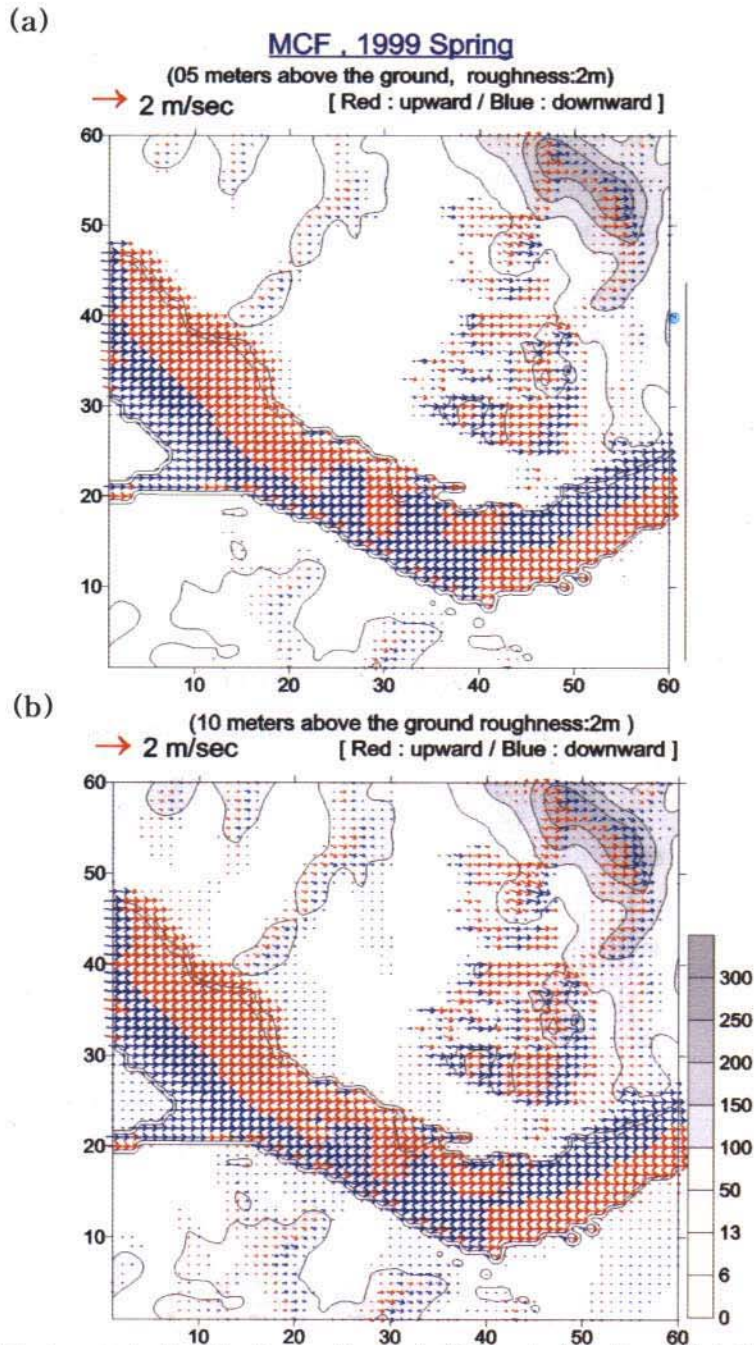 (a)
MCF , 1999 Spring
(05 meters above the ground, roughness:2m)
2 m/sec [ Red : upward / Blue : downward ]
60
50
40
30
20
10
10 20 30 40 50 60
(b)
(10 meters above the ground roughness:2m )
2 m/sec [ Red : upward / Blue : downward ]
60
50
40
30
20
10
10 20 30 40 50 60
300
250
200
150
100
50
13
6
0